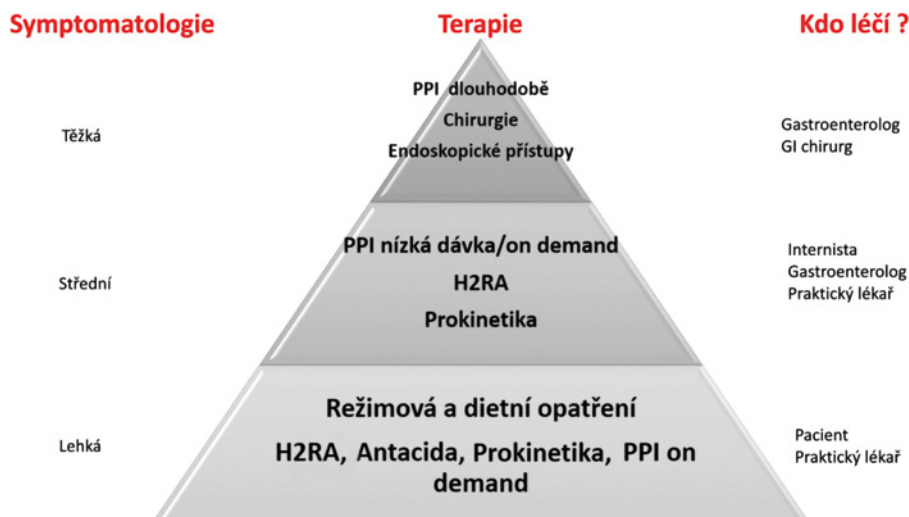 Symptomatologie
Terapie
Kdo léčí ?
Těžká
PPI dlouhodobě
Chirurgie
Endoskopické přístupy
Gastroenterolog
GI chirurg
Střední
PPI nízká dávka/on demand
H2RA
Prokinetika
Internista
Gastroenterolog
Praktický lékař
Lehká
Režimová a dietní opatření
H2RA, Antacida, Prokinetika, PPI on
demand
Pacient
Praktický lékař